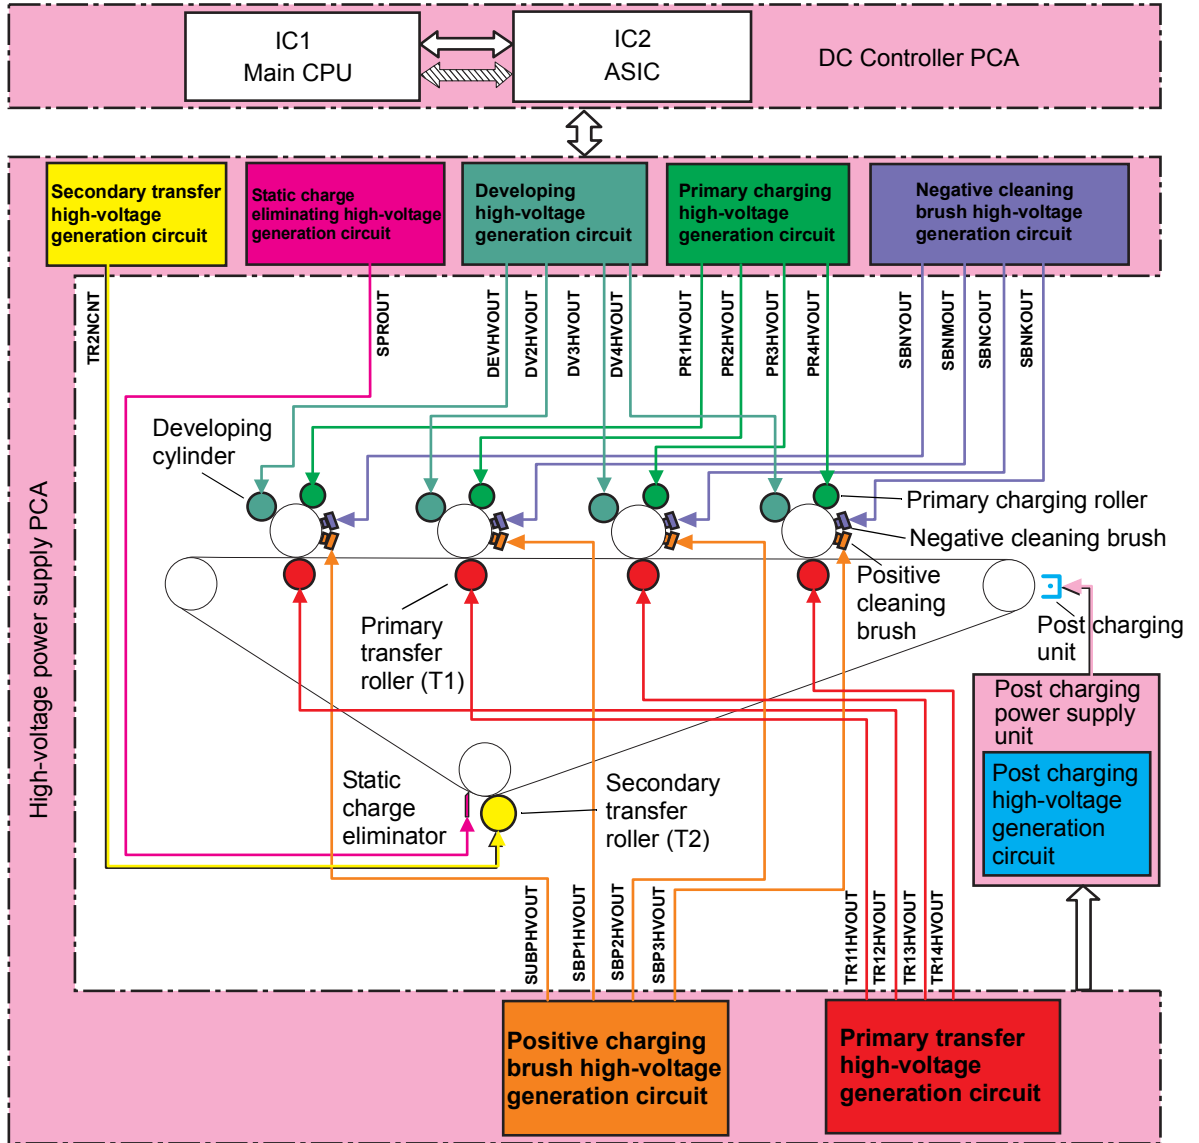 IC1
Main CPU
IC2
ASIC
DC Controller PCA
Secondary transfer
high-voltage
generation circuit
Static charge
eliminating high-voltage
generation circuit
Developing
high-voltage
generation circuit
Primary charging
high-voltage
generation circuit
Negative cleaning
brush high-voltage
generation circuit
High-voltage power supply PCA
TR2NCNT
SPROUT
DEVHVOUT
DV2HVOUT
DV3HVOUT
DV4HVOUT
PR1HVOUT
PR2HVOUT
PR3HVOUT
PR4HVOUT
SBNYOUT
SBNMOUT
SBNCOUT
SBNKOUT
Developing
cylinder
Primary charging roller
Negative cleaning brush
Positive
cleaning
brush
Primary
transfer
roller (T1)
Post charging
unit
Post charging
power supply
unit
Post charging
high-voltage
generation
circuit
Static
charge
eliminator
Secondary
transfer
roller (T2)
SUBPHVOUT
SBP1HVOUT
SBP2HVOUT
SBP3HVOUT
TR11HVOUT
TR12HVOUT
TR13HVOUT
TR14HVOUT
Positive charging
brush high-voltage
generation circuit
Primary transfer
high-voltage
generation circuit